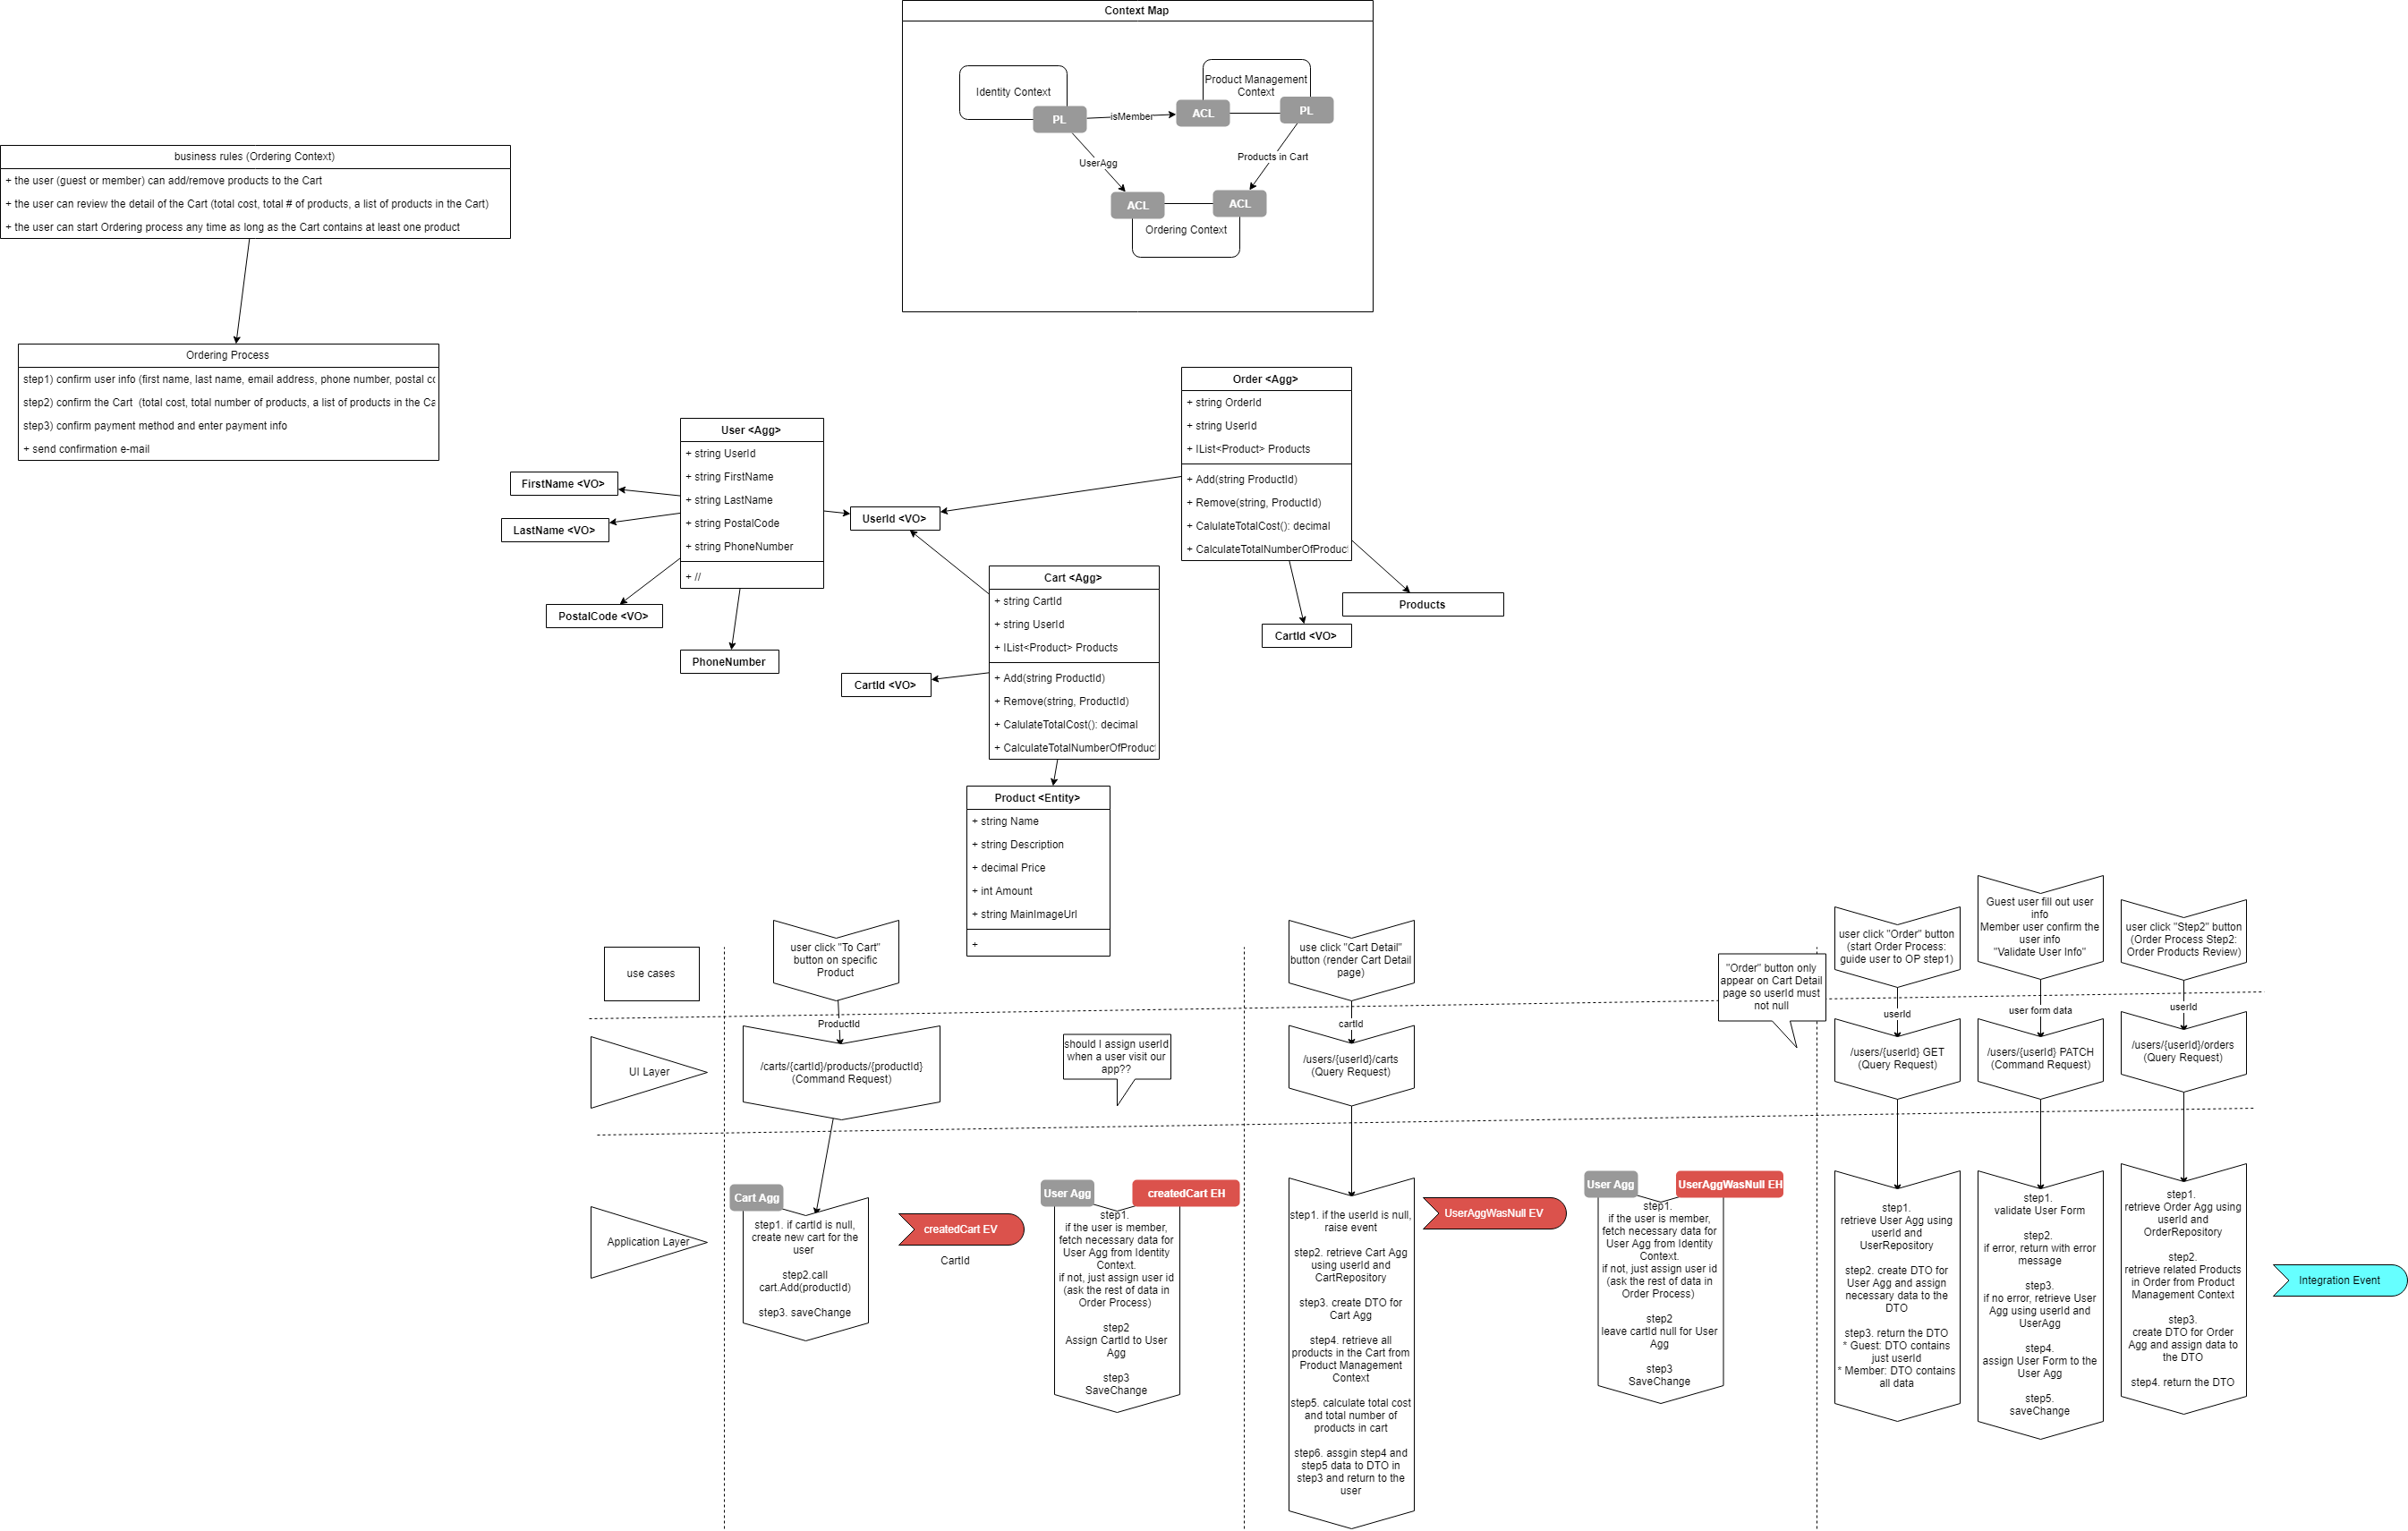 Context Map
Identity Context
PL
isMember
Product Management
Context
ACL
PL
UserAgg
Products in Cart
ACL
ACL
Ordering Context
business rules (Ordering Context)
+ the user (guest or member) can add/remove products to the Cart
+ the user can review the detail of the Cart (total cost, total # of products, a list of products in the Cart)
+ the user can start Ordering process any time as long as the Cart contains at least one product
Ordering Process
step1) confirm user info (first name, last name, email address, phone number, postal co
step2) confirm the Cart  (total cost, total number of products, a list of products in the Ca
step3) confirm payment method and enter payment info
+ send confirmation e-mail
User <Agg>
+ string UserId
+ string FirstName
+ string LastName
+ string PostalCode
+ string PhoneNumber
+ //
FirstName <VO>
LastName <VO>
PostalCode <VO>
PhoneNumber
UserId <VO>
Order <Agg>
+ string OrderId
+ string UserId
+ IList<Product> Products
+ Add(string ProductId)
+ Remove(string, ProductId)
+ CalulateTotalCost(): decimal
+ CalculateTotalNumberOfProduct
Products
CartId <VO>
Cart <Agg>
+ string CartId
+ string UserId
+ IList<Product> Products
+ Add(string ProductId)
+ Remove(string, ProductId)
+ CalulateTotalCost(): decimal
+ CalculateTotalNumberOfProduct
CartId <VO>
Product <Entity>
+ string Name
+ string Description
+ decimal Price
+ int Amount
+ string MainImageUrl
+
use cases
user click "To Cart"
button on specific
Product
use click "Cart Detail"
button (render Cart Detail
page)
"Order" button only
appear on Cart Detail
page so userId must
not null
user click "Order" button
(start Order Process:
guide user to OP step1)
Guest user fill out user
info
Member user confirm the
user info
"Validate User Info"
user click "Step2" button
(Order Process Step2:
Order Products Review)
ProductId
cartId
userId
user form data
userId
UI Layer
/carts/{cartId}/products/{productId}
(Command Request)
should I assign userId
when a user visit our
app??
/users/{userId}/carts
(Query Request)
/users/{userId} GET
(Query Request)
/users/{userId} PATCH
(Command Request)
/users/{userId}/orders
(Query Request)
Application Layer
Cart Agg
step1. if cartId is null,
create new cart for the
user
step2.call
cart.Add(productId)
step3. saveChange
createdCart EV
CartId
User Agg
createdCart EH
step1.
if the user is member,
fetch necessary data for
User Agg from Identity
Context.
if not, just assign user id
(ask the rest of data in
Order Process)
step2
Assign CartId to User
Agg
step3
SaveChange
step1. if the userId is null,
raise event
step2. retrieve Cart Agg
using userId and
CartRepository
step3. create DTO for
Cart Agg
step4. retrieve all
products in the Cart from
Product Management
Context
step5. calculate total cost
and total number of
products in cart
step6. assgin step4 and
step5 data to DTO in
step3 and return to the
user
UserAggWasNull EV
User Agg
UserAggWasNull EH
step1.
if the user is member,
fetch necessary data for
User Agg from Identity
Context.
if not, just assign user id
(ask the rest of data in
Order Process)
step2
leave cartId null for User
Agg
step3
SaveChange
step1.
retrieve User Agg using
userId and
UserRepository
step2. create DTO for
User Agg and assign
necessary data to the
DTO
step3. return the DTO
* Guest: DTO contains
just userId
* Member: DTO contains
all data
step1.
validate User Form
step2.
if error, return with error
message
step3.
if no error, retrieve User
Agg using userId and
UserAgg
step4.
assign User Form to the
User Agg
step5.
saveChange
step1.
retrieve Order Agg using
userId and
OrderRepository
step2.
retrieve related Products
in Order from Product
Management Context
step3.
create DTO for Order
Agg and assign data to
the DTO
step4. return the DTO
Integration Event